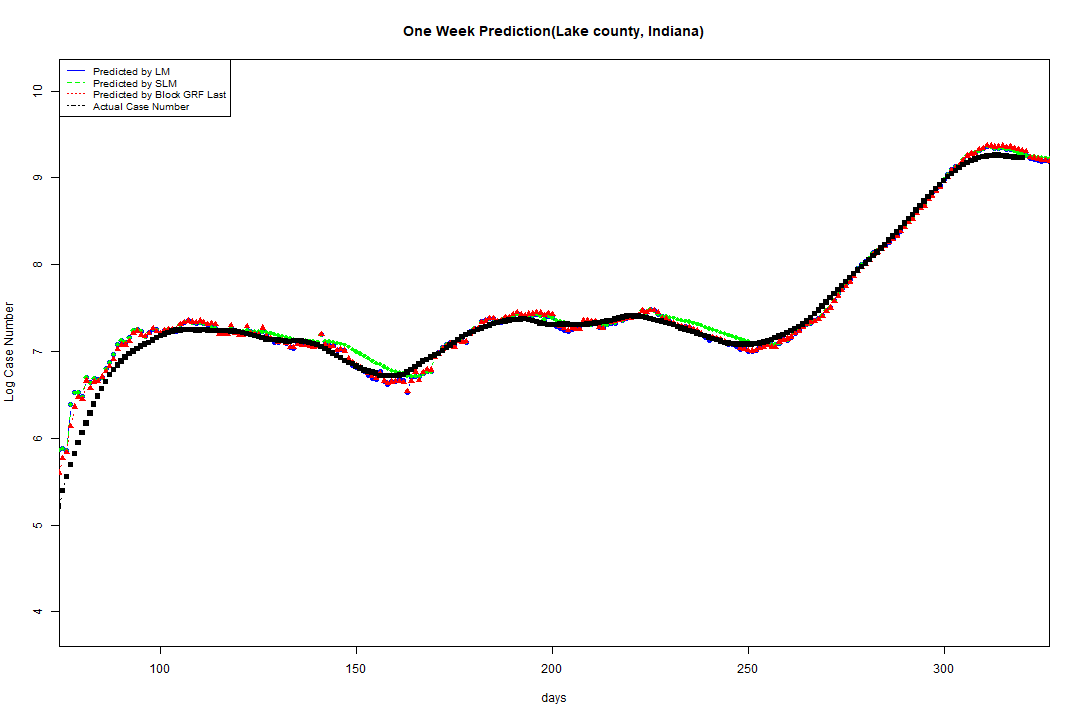 One Week Prediction(Lake county, Indiana)
Predicted by LM
Predicted by SLM
Predicted by Block GRF Last
Actual Case Number
10
9
8
7
6
5
4
Log Case Number
100 150 200 250 300
days